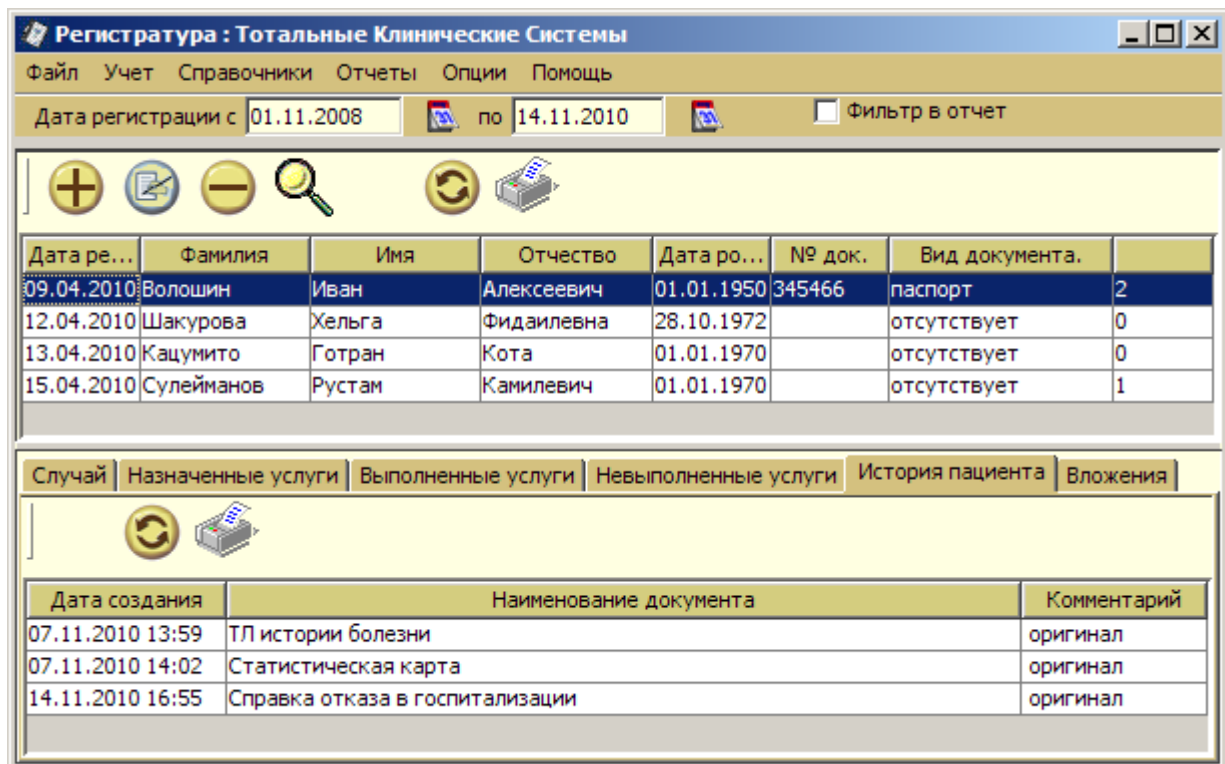 Регистратура : Тотальные Клинические Системы
Файл Учет Справочники Отчеты Опции Помощь
Дата регистрации с 01.11.2008 по 14.11.2010 Фильтр в отчет
Дата ре... Фамилия Имя Отчество Дата ро... № док. Вид документа.
09.04.2010 Волошин Иван Алексеевич 01.01.1950 345466 паспорт 2
12.04.2010 Шакурова Хельга Фидаилевна 28.10.1972 отсутствует 0
13.04.2010 Кацумито Готран Кота 01.01.1970 отсутствует 0
15.04.2010 Сулейманов Рустам Камилевич 01.01.1970 отсутствует 1
Случай Назначенные услуги Выполненные услуги Невыполненные услуги История пациента Вложения
Дата создания Наименование документа Комментарий
07.11.2010 13:59 ТЛ истории болезни оригинал
07.11.2010 14:02 Статистическая карта оригинал
14.11.2010 16:55 Справка отказа в госпитализации оригинал